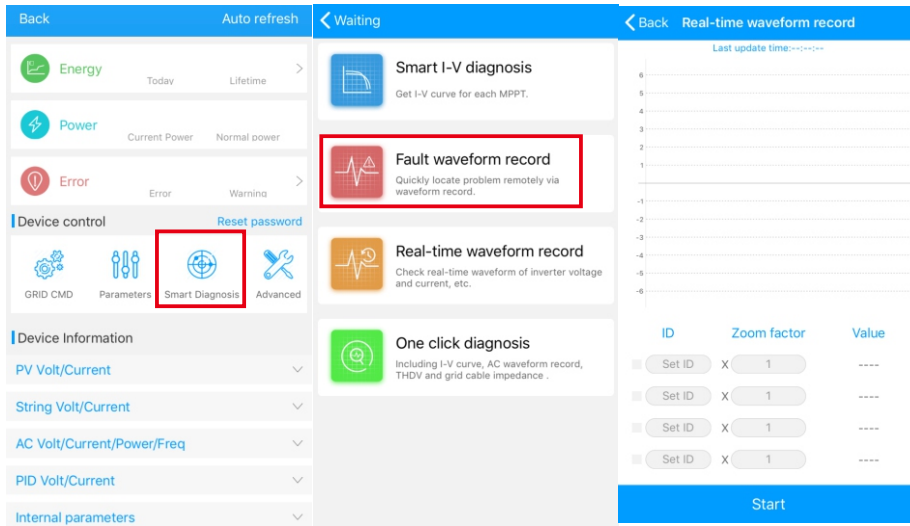 Back
Auto refresh
Energy
Today
Lifetime
Power
Current Power
Normal power
Error
Error
Warning
Device control
Reset password
GRID CMD
Parameters
Smart Diagnosis
Advanced
Device Information
PV Volt/Current
String Volt/Current
AC Volt/Current/Power/Freq
PID Volt/Current
Internal parameters
Waiting
Smart I-V diagnosis
Get I-V curve for each MPPT.
Fault waveform record
Quickly locate problem remotely via
waveform record.
Real-time waveform record
Check real-time waveform of inverter voltage
and current, etc.
One click diagnosis
Including I-V curve, AC waveform record,
THDV and grid cable impedance .
Back
Real-time waveform record
Last update time:--:--:--
6
5
4
3
2
1
-1
-2
-3
-4
-5
-6
ID Zoom factor Value
Set ID X 1 ----
Set ID X 1 ----
Set ID X 1 ----
Set ID X 1 ----
Start